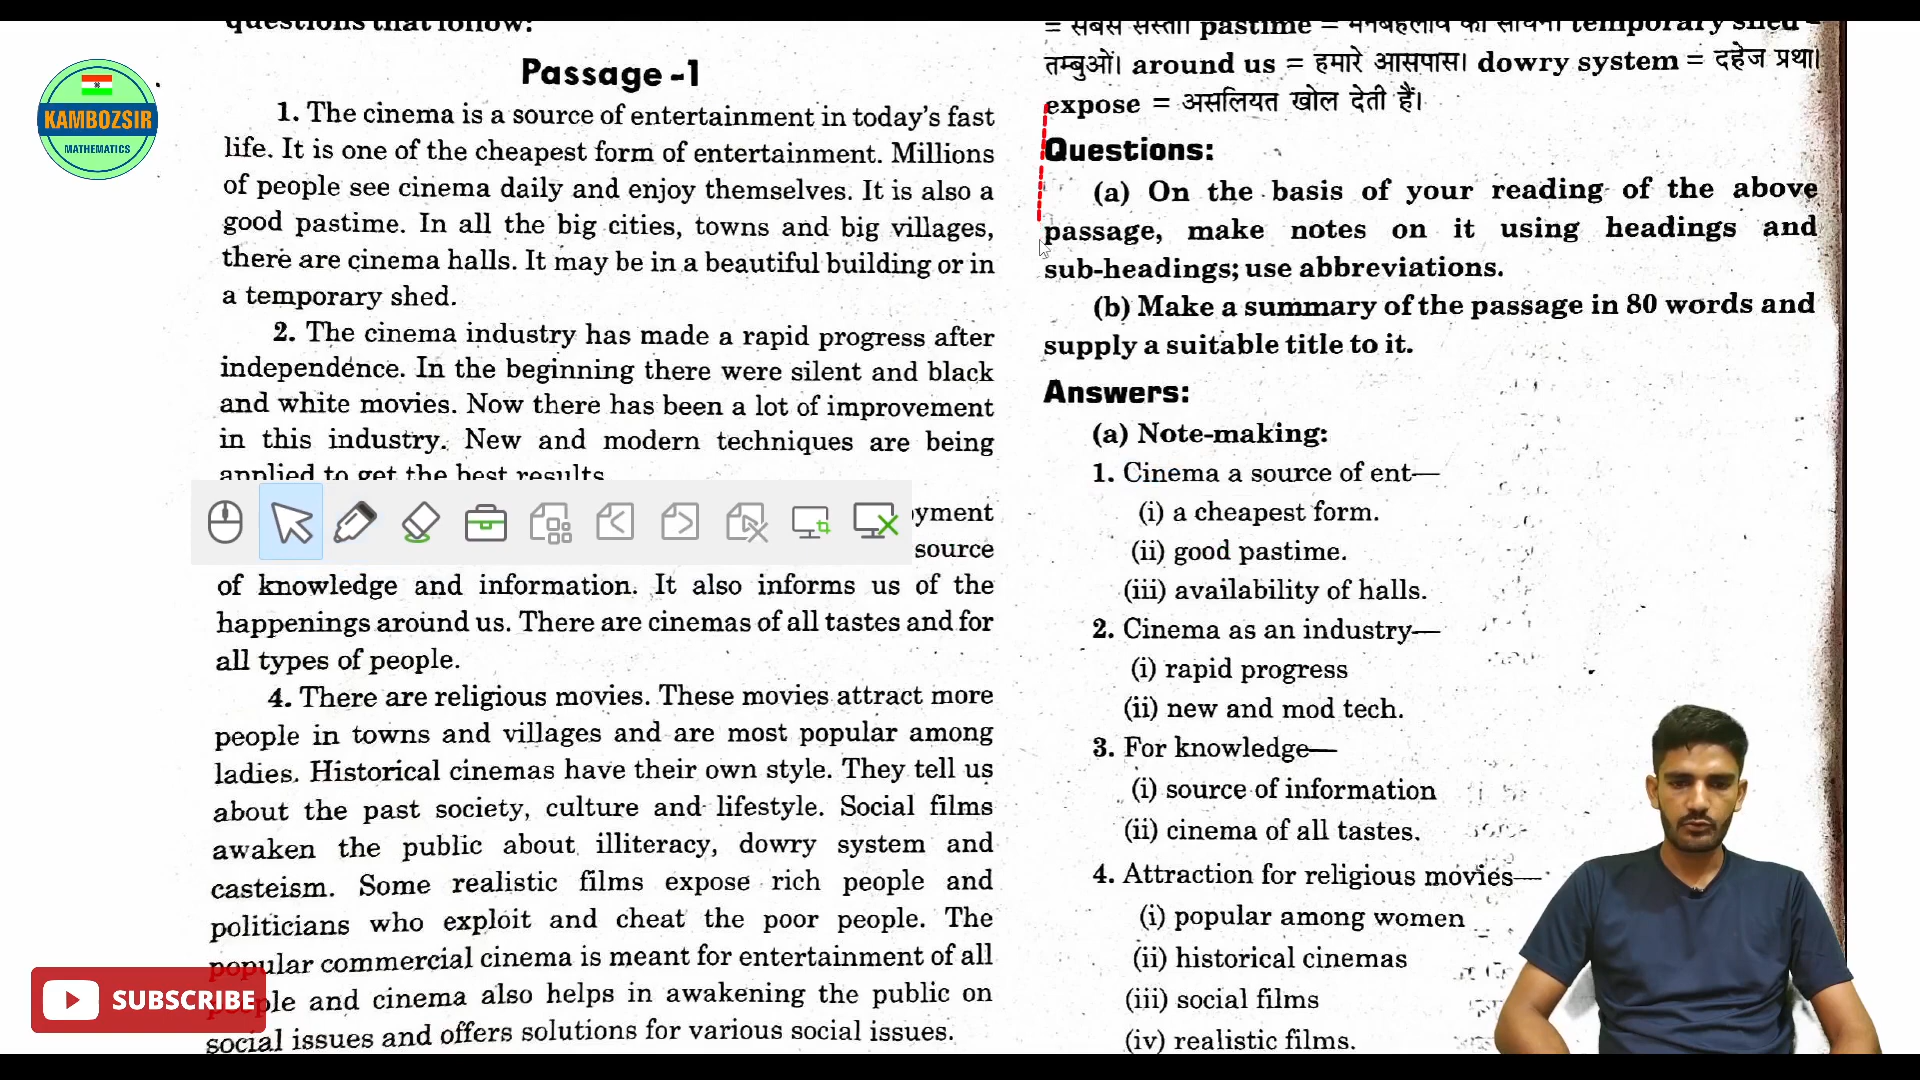 questions that follow:
Passage -1
1. The cinema is a source of entertainment in today's fast
life. It is one of the cheapest form of entertainment. Millions
of people see cinema daily and enjoy themselves. It is also a
good pastime. In all the big cities, towns and big villages,
there are cinema halls. It may be in a beautiful building or in
a temporary shed.
2. The cinema industry has made a rapid progress after
independence. In the beginning there were silent and black
and white movies. Now there has been a lot of improvement
in this industry. New and modern techniques are being
applied to get the best results
yment
source
of knowledge and information. It also informs us of the
happenings around us. There are cinemas of all tastes and for
all types of people.
4. There are religious movies. These movies attract more
people in towns and villages and are most popular among
ladies. Historical cinemas have their own style. They tell us
about the past society, culture and lifestyle. Social films
awaken the public about illiteracy, dowry system and
casteism. Some realistic films expose rich people and
politicians who exploit and cheat the poor people. The
popular commercial cinema is meant for entertainment of all
ple and cinema also helps in awakening the public on
social issues and offers solutions for various social issues.
= सबसे सस्ता। pastime = मनबहलाव का साधन। temporary shed =
तम्बुओं। around us = हमारे आसपास। dowry system = दहेज प्रथा।
expose = असलियत खोल देती हैं।
Questions:
(a) On the basis of your reading of the above
passage, make notes on it using headings and
sub-headings; use abbreviations.
(b) Make a summary of the passage in 80 words and
supply a suitable title to it.
Answers:
(a) Note-making:
1. Cinema a source of ent—
(i) a cheapest form.
(ii) good pastime.
(iii) availability of halls.
2. Cinema as an industry—
(i) rapid progress
(ii) new and mod tech.
3. For knowledge—
(i) source of information
(ii) cinema of all tastes.
4. Attraction for religious movies—
(i) popular among women
(ii) historical cinemas
(iii) social films
(iv) realistic films.
KAMBOZSIR
MATHEMATICS
SUBSCRIBE